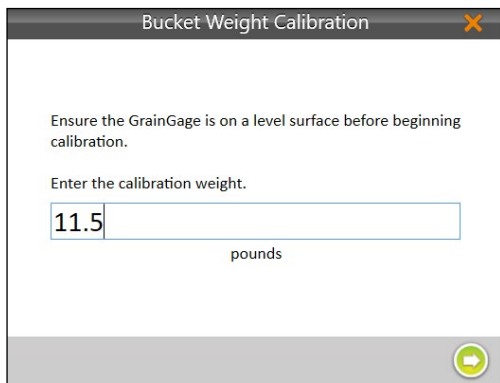 Bucket Weight Calibration
Ensure the GrainGage is on a level surface before beginning
calibration.
Enter the calibration weight.
11.5
pounds